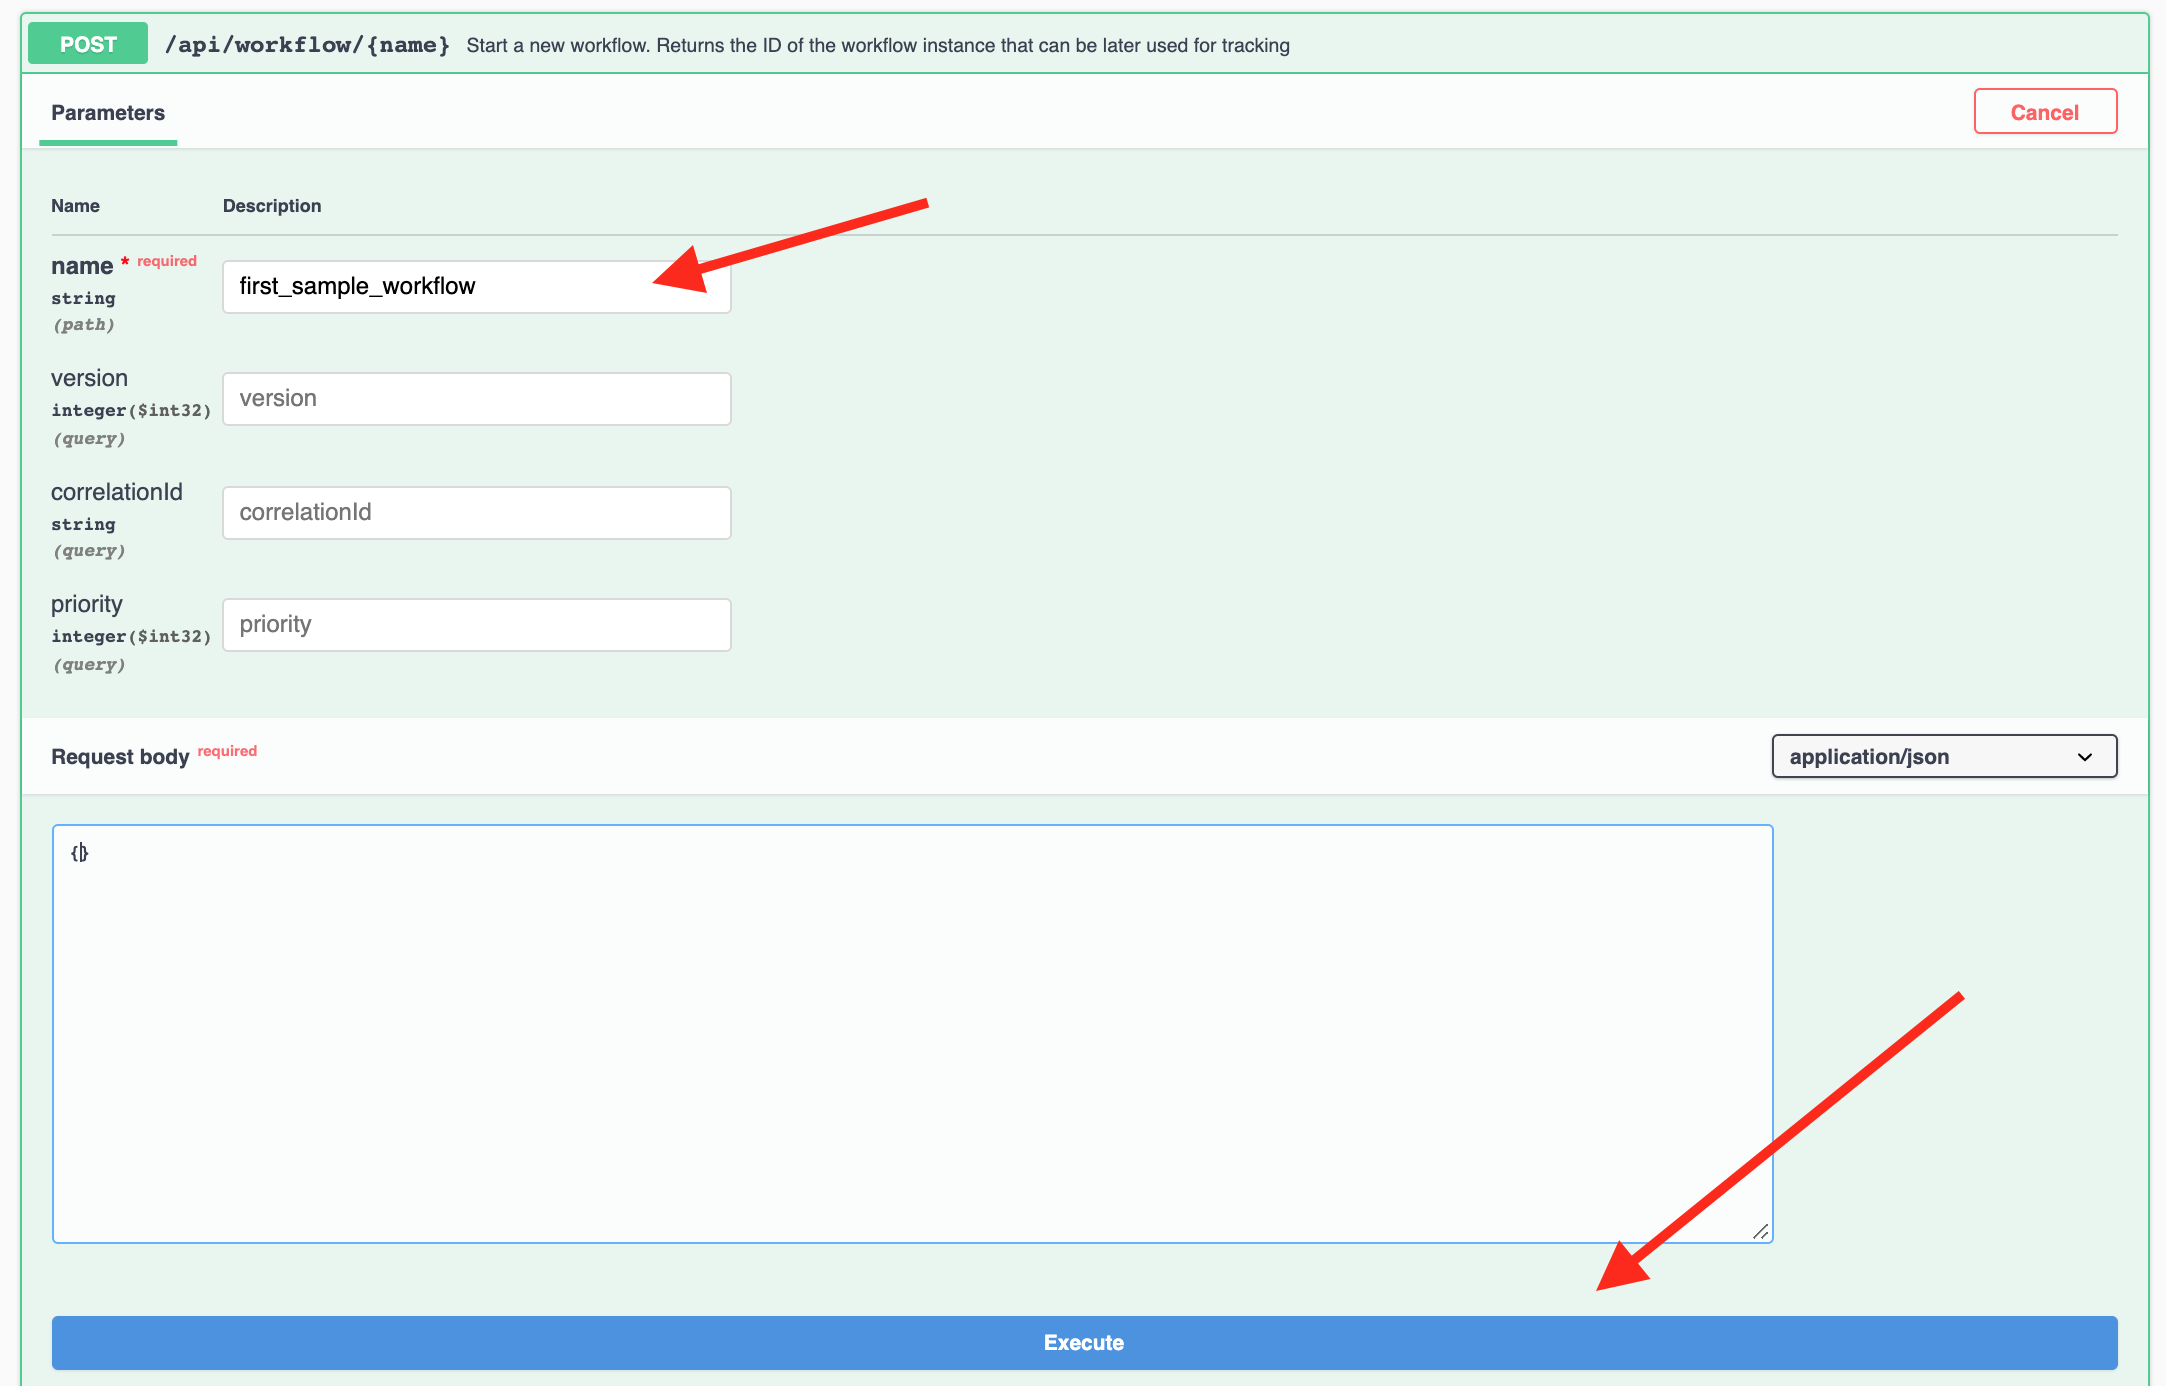 POST /api/workflow/{name} Start a new workflow. Returns the ID of the workflow instance that can be later used for tracking
Parameters
Cancel
Name Description
name * required
string
(path)
first_sample_workflow
version
integer($int32)
(query)
version
correlationId
string
(query)
correlationId
priority
integer($int32)
(query)
priority
Request body required
application/json
{}
Execute